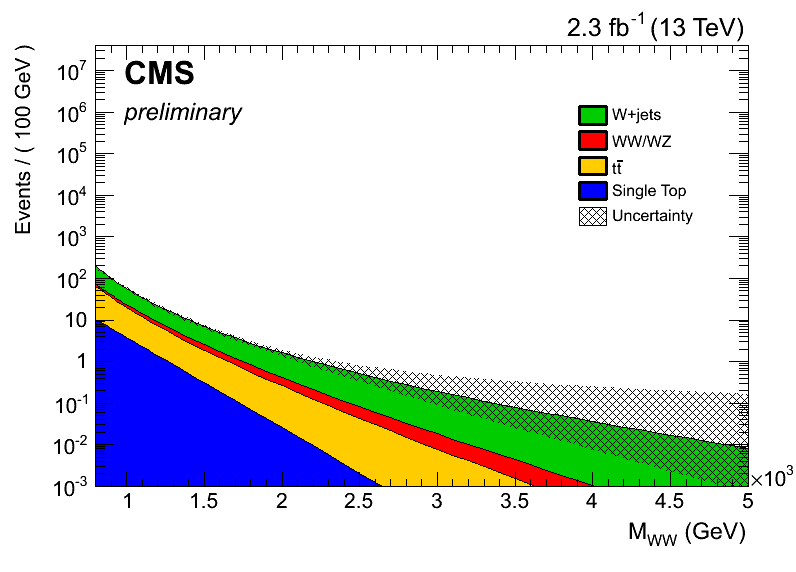 2.3 fb⁻¹ (13 TeV)
CMS
preliminary
Events / ( 100 GeV )
10⁷
10⁶
10⁵
10⁴
10³
10²
10
1
10⁻¹
10⁻²
10⁻³
W+jets
WW/WZ
tt̄
Single Top
Uncertainty
1 1.5 2 2.5 3 3.5 4 4.5 5
×10³
M_WW (GeV)